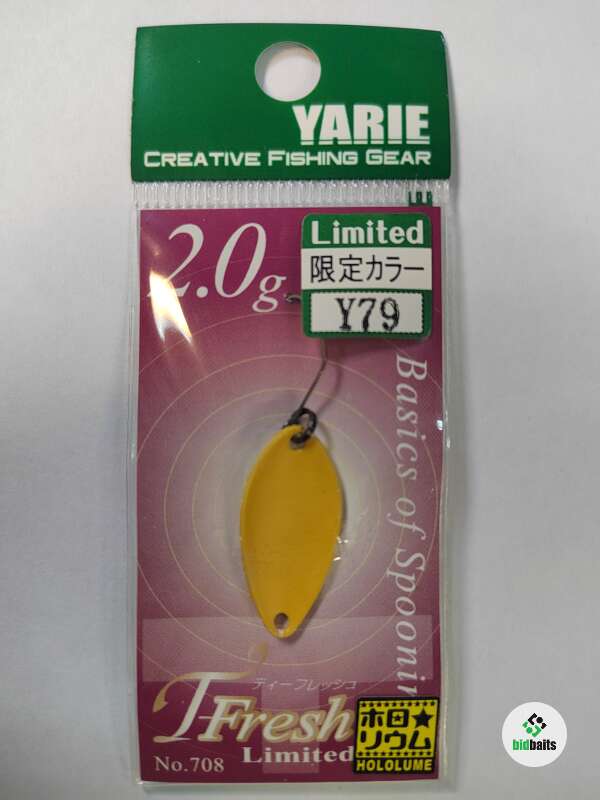 YARIE
CREATIVE FISHING GEAR
2.0g
Limited
限定カラー
Y79
Basics of Spoonin
ティーフレッシュ
T-Fresh
Limited
No.708
ホロ★
リウム
HOLOLUME
bidbaits